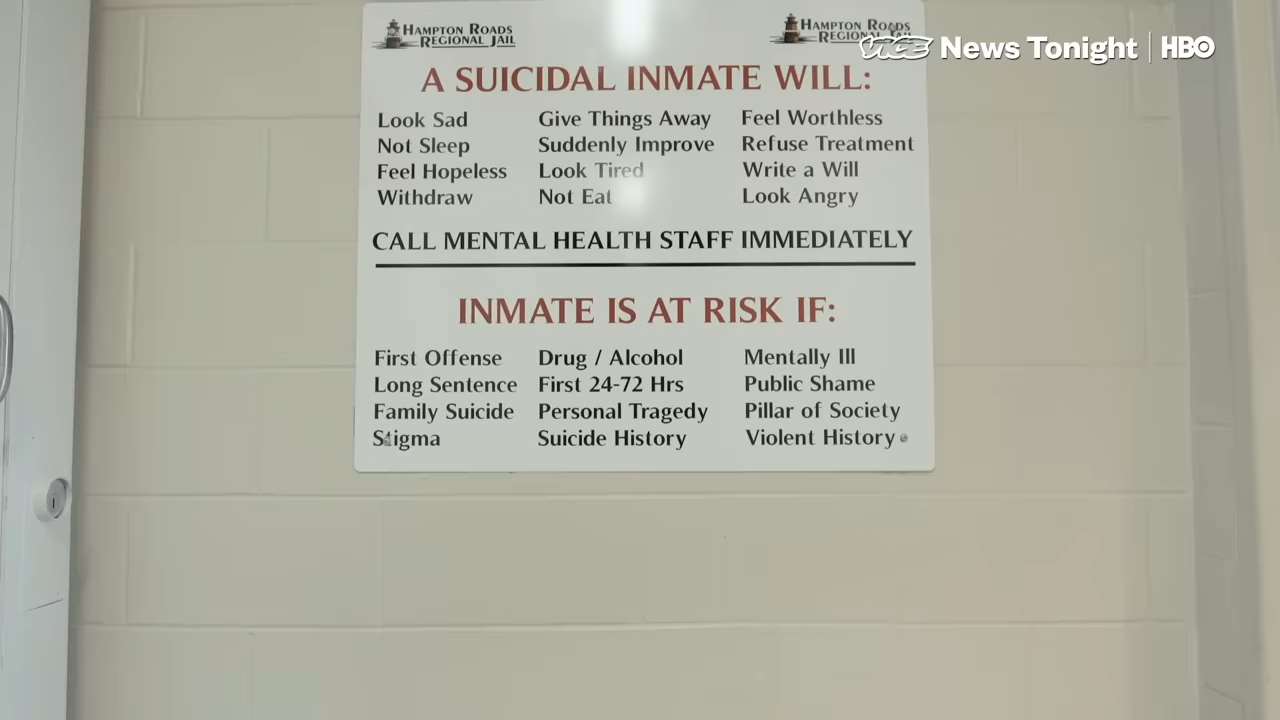 HAMPTON ROADS
REGIONAL JAIL
HAMPTON ROADS
REGIONAL JAIL
VICE News Tonight | HBO
A SUICIDAL INMATE WILL:
Look Sad Give Things Away Feel Worthless
Not Sleep Suddenly Improve Refuse Treatment
Feel Hopeless Look Tired Write a Will
Withdraw Not Eat Look Angry
CALL MENTAL HEALTH STAFF IMMEDIATELY
INMATE IS AT RISK IF:
First Offense Drug / Alcohol Mentally Ill
Long Sentence First 24-72 Hrs Public Shame
Family Suicide Personal Tragedy Pillar of Society
Stigma Suicide History Violent History